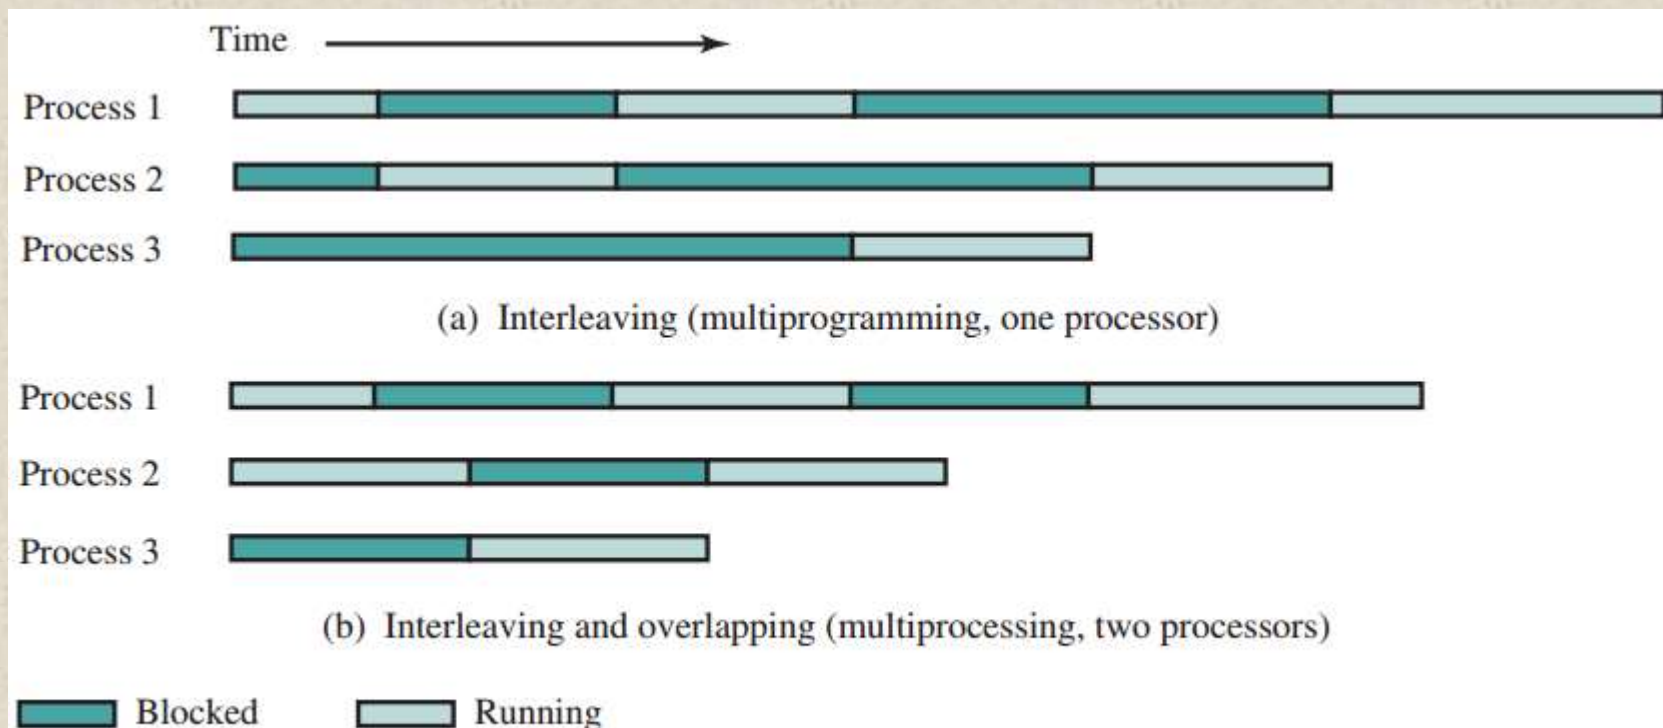 Time
Process 1
Process 2
Process 3
(a) Interleaving (multiprogramming, one processor)
Process 1
Process 2
Process 3
(b) Interleaving and overlapping (multiprocessing, two processors)
Blocked Running